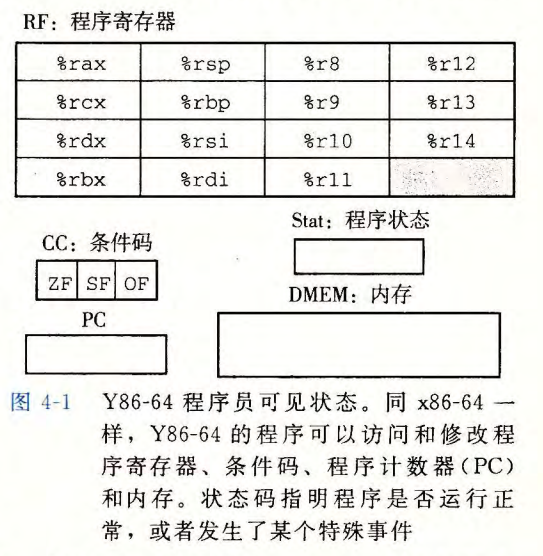 RF：程序寄存器
%rax %rsp %r8 %r12
%rcx %rbp %r9 %r13
%rdx %rsi %r10 %r14
%rbx %rdi %r11
Stat：程序状态
CC：条件码
ZF SF OF
DMEM：内存
PC
图 4-1 Y86-64 程序员可见状态。同 x86-64 一
样，Y86-64 的程序可以访问和修改程
序寄存器、条件码、程序计数器(PC)
和内存。状态码指明程序是否运行正
常，或者发生了某个特殊事件